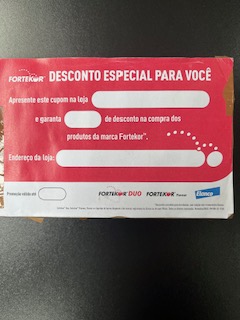 FORTEKOR DESCONTO ESPECIAL PARA VOCÊ
Apresente este cupom na loja
e garanta de desconto na compra dos
produtos da marca Fortekor*.
Endereço da loja:
Promoção válida até
FORTEKOR DUO FORTEKOR Elanco